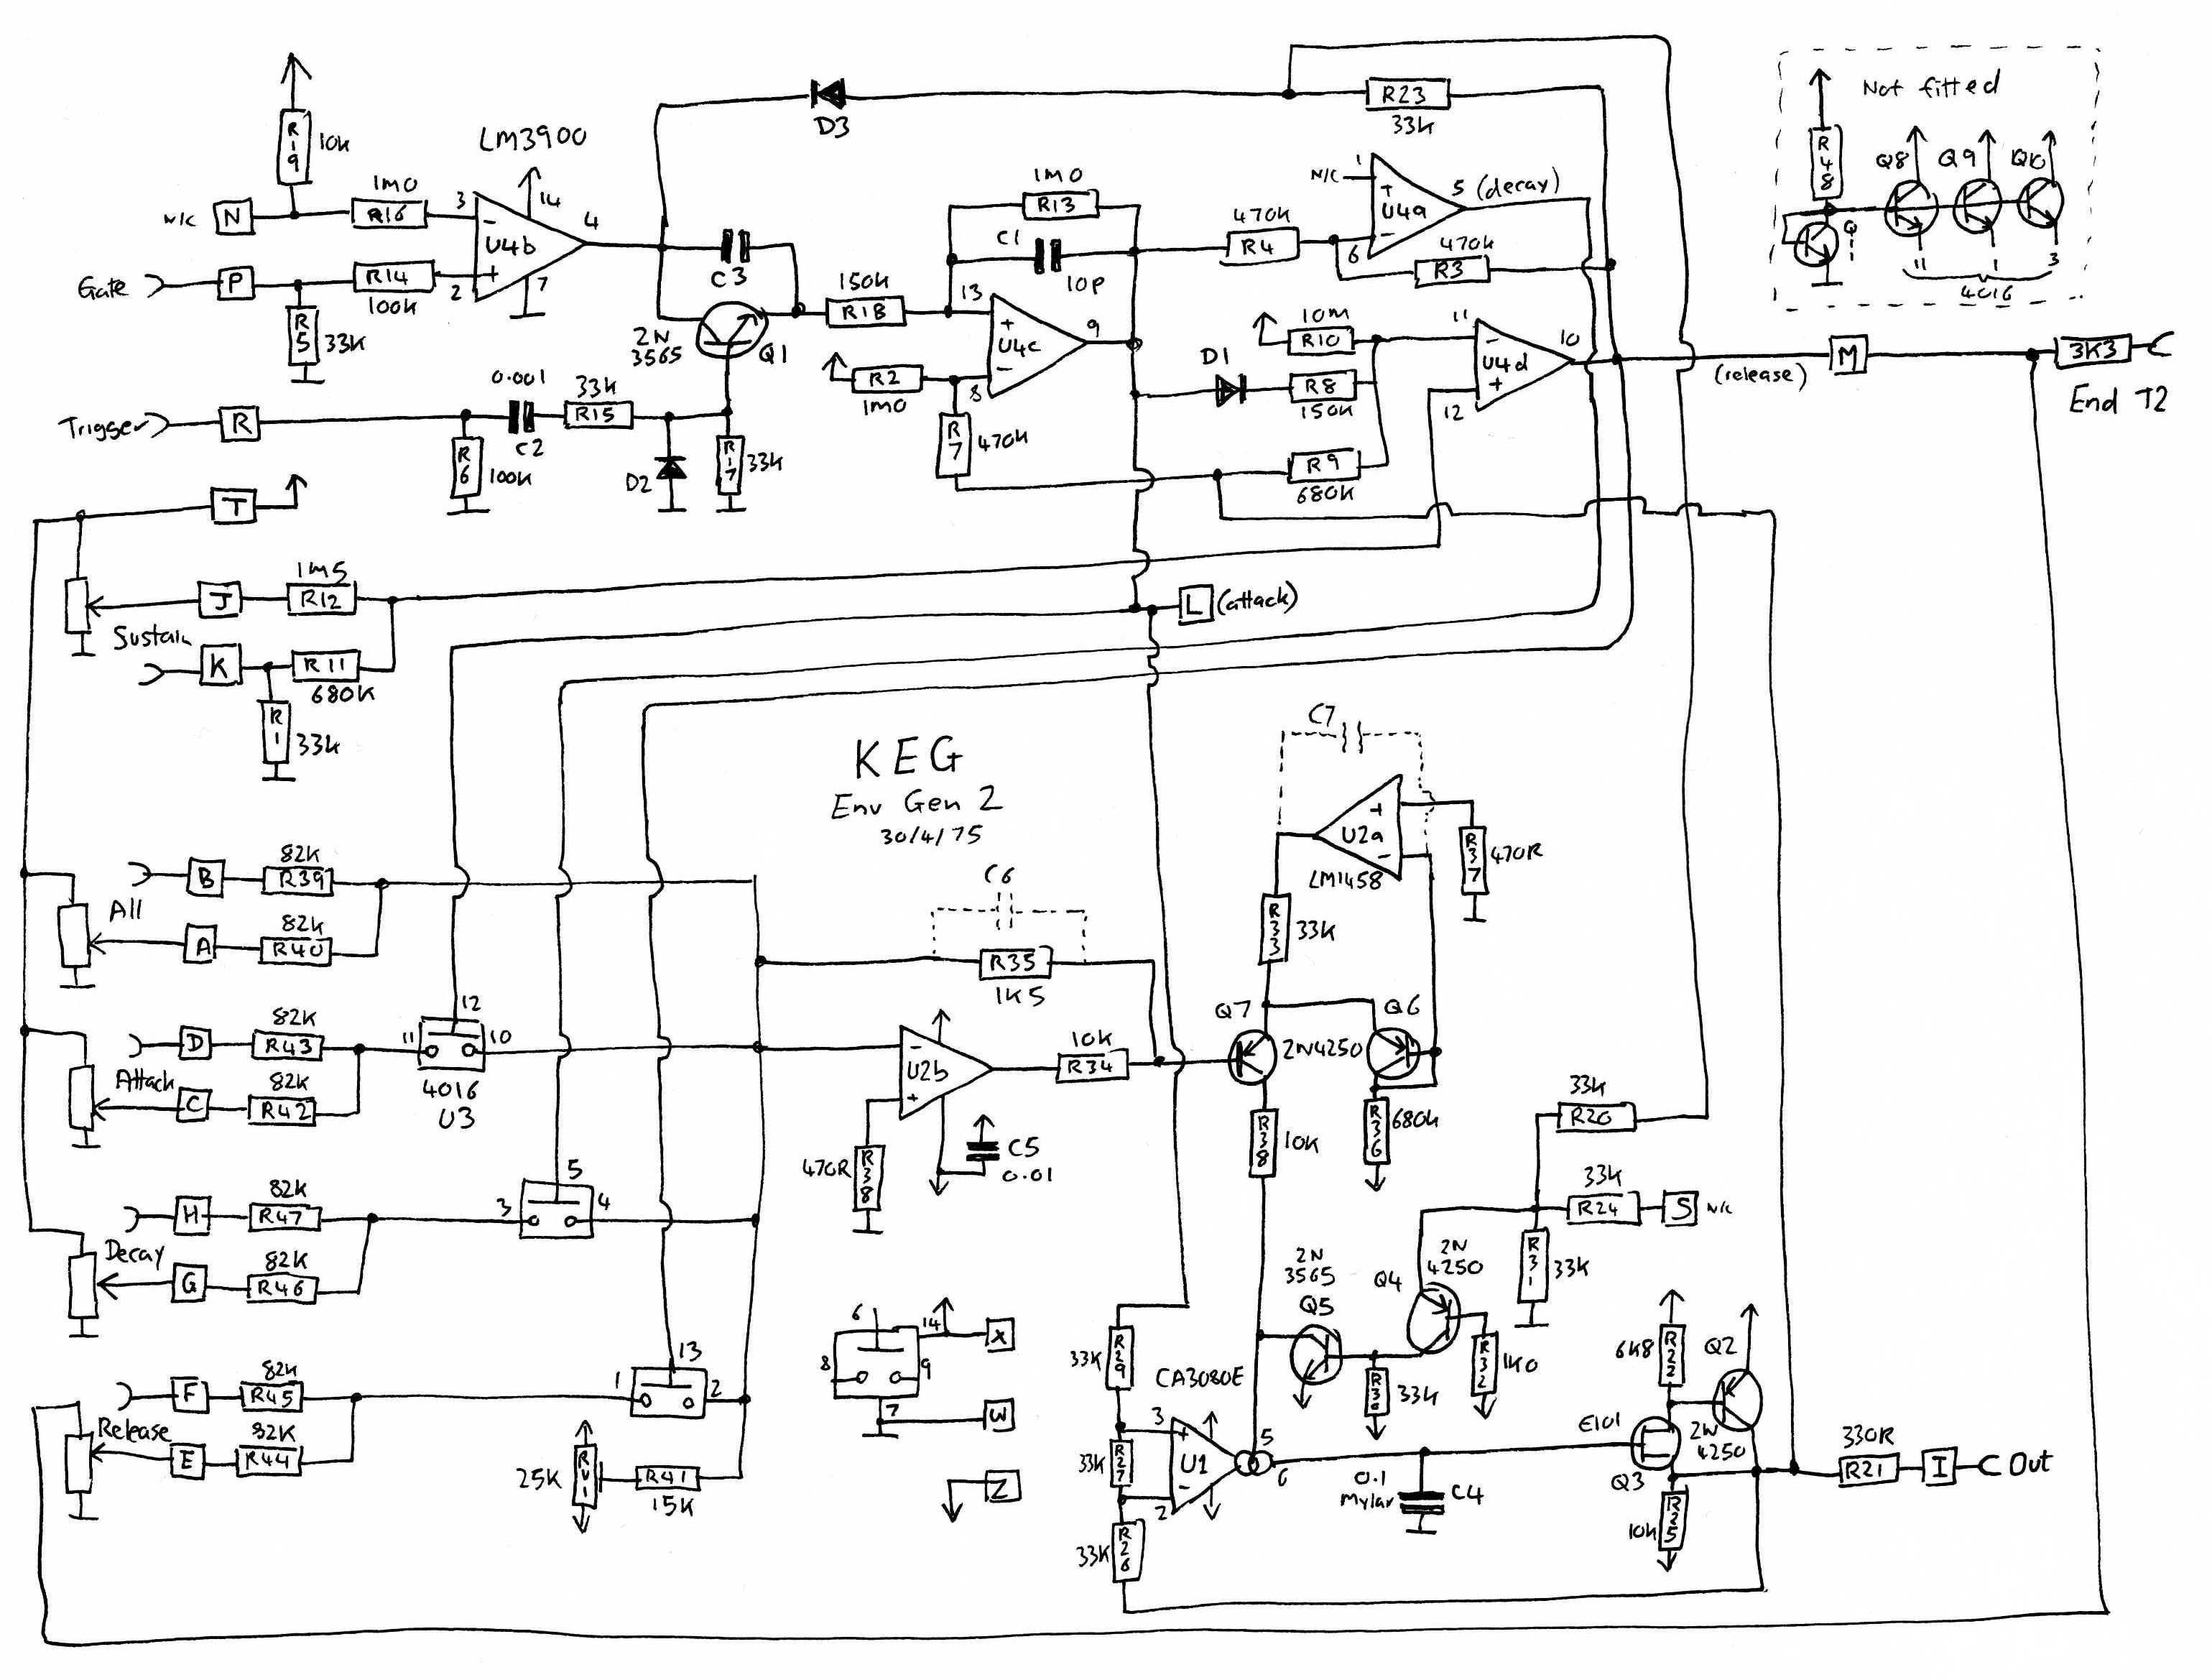 Not fitted
R23
33K
D3
R19
10K
LM3900
R48
Q8
Q9
Q10
Q11
11
1
3
4016
1M0
R16
N/C
N
3
14
4
-
U4b
+
2
7
Gate
P
R14
100K
R5
33K
C3
1M0
R13
C1
10P
470K
R4
N/C
1
+
U4a
-
6
5 (decay)
470K
R3
150K
R18
13
+
U4c
-
8
9
2N
3565
Q1
R2
1M0
R7
470K
10M
R10
D1
R8
150K
R9
680K
11
-
U4d
+
12
10
(release)
M
3K3
End T2
0.001
33K
R15
C2
Trigger
R
R6
100K
D2
R17
33K
T
1M5
J
R12
Sustain
K
R11
680K
R1
33K
L
(attack)
KEG
Env Gen 2
30/4/75
C7
+
U2a
-
LM1458
R37
470R
R33
33K
82K
B
R39
All
82K
A
R40
C6
R35
1K5
82K
D
R43
11
12
10
Attack
82K
C
R42
4016
U3
-
U2b
+
10K
R34
470R
R38
C5
0.01
Q7
2N4250
Q6
R38
10K
R36
680K
33K
R20
33K
R24
S
N/C
R31
33K
82K
H
R47
3
5
4
Decay
82K
G
R46
2N
3565
Q5
2N
4250
Q4
R30
33K
R32
1K0
6
14
X
8
9
7
W
Z
82K
F
R45
1
13
2
Release
82K
E
R44
25K
RV1
R41
15K
33K
R29
CA3080E
3
+
U1
-
2
5
6
33K
R27
33K
R26
0.1
Mylar
C4
6K8
R22
Q2
E101
2N
4250
Q3
10K
R25
330R
R21
I
Out